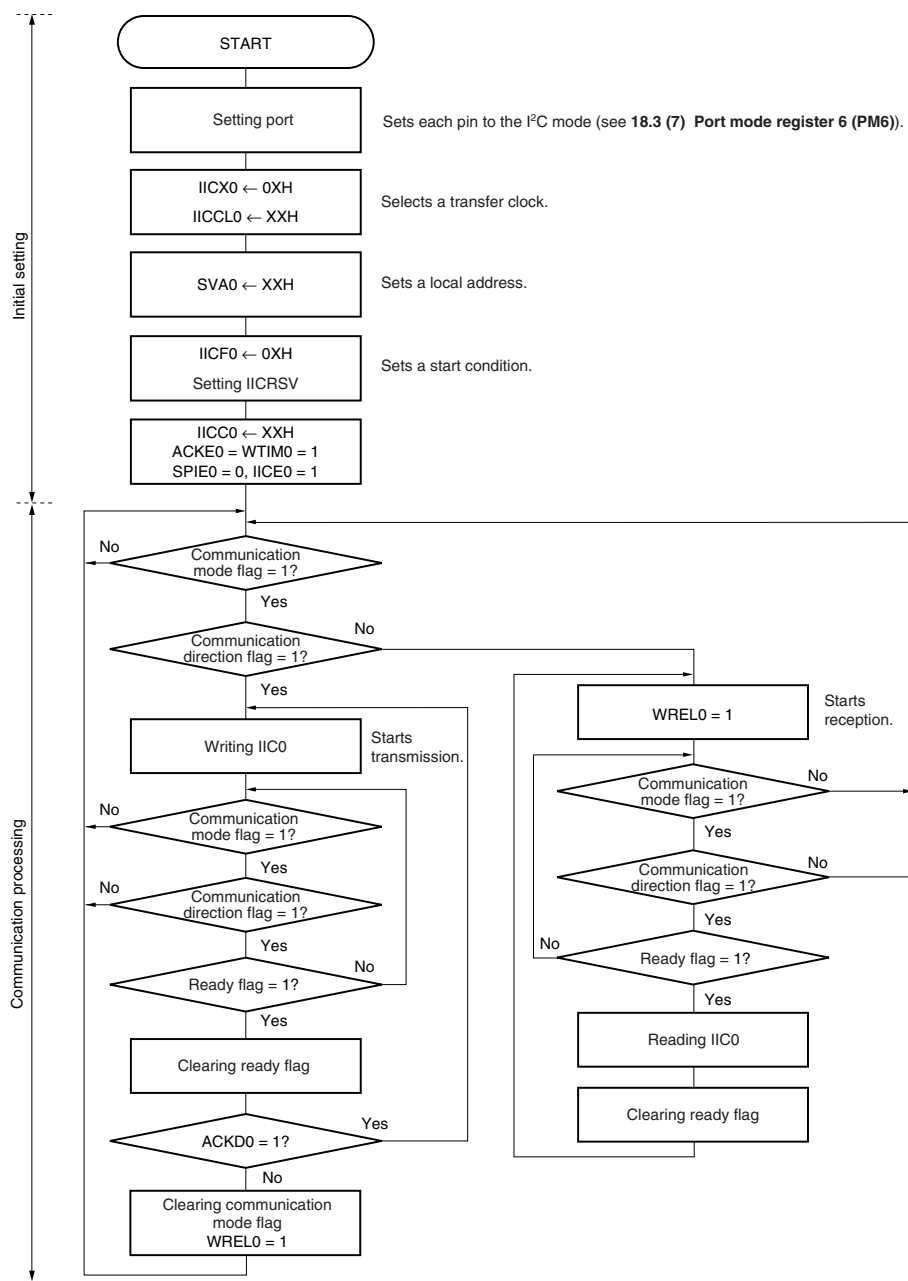 START
Setting port
Sets each pin to the I²C mode (see 18.3 (7) Port mode register 6 (PM6)).
IICX0 ← 0XH
IICCL0 ← XXH
Selects a transfer clock.
Initial setting
SVA0 ← XXH
Sets a local address.
IICF0 ← 0XH
Setting IICRSV
Sets a start condition.
IICC0 ← XXH
ACKE0 = WTIM0 = 1
SPIE0 = 0, IICE0 = 1
No
Communication
mode flag = 1?
Yes
Communication
direction flag = 1?
No
Yes
Writing IIC0
Starts
transmission.
No
Communication
mode flag = 1?
Yes
No
Communication
direction flag = 1?
Yes
No
Ready flag = 1?
Yes
Clearing ready flag
Yes
ACKD0 = 1?
No
Clearing communication
mode flag
WREL0 = 1
Communication processing
WREL0 = 1
Starts
reception.
Communication
mode flag = 1?
No
Yes
Communication
direction flag = 1?
No
Yes
No
Ready flag = 1?
Yes
Reading IIC0
Clearing ready flag